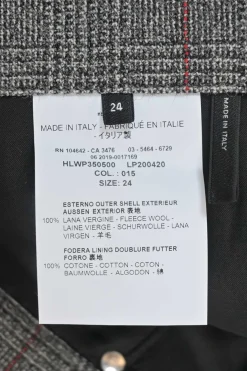 24
MADE IN ITALY - FABRIQUÉ EN ITALIE
- イタリア製
RN 104642 - CA 3476 03 - 5464 - 6729
06 2019-0017169
HLWP350500 LP200420
COL. : 015
SIZE: 24
ESTERNO OUTER SHELL EXTERIEUR
AUSSEN EXTERIOR 表地
100% LANA VERGINE - FLEECE WOOL -
LAINE VIERGE - SCHURWOLLE - LANA
VIRGEN - 羊毛
FODERA LINING DOUBLURE FUTTER
FORRO 裏地
100% COTONE - COTTON - COTON -
BAUMWOLLE - ALGODON - 綿
MADE IN ITALY